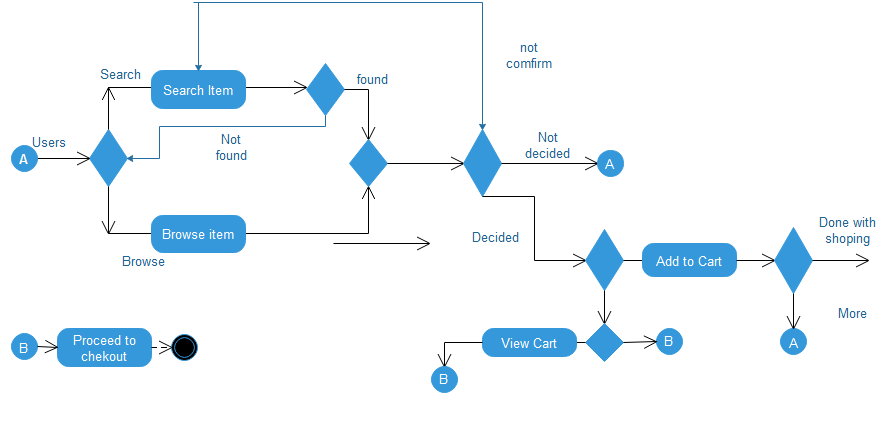 not
comfirm
Search
found
Search Item
Users
Not
found
Not
decided
A
A
Browse item
Decided
Browse
Done with
shoping
Add to Cart
More
B
Proceed to
chekout
View Cart
B
A
B